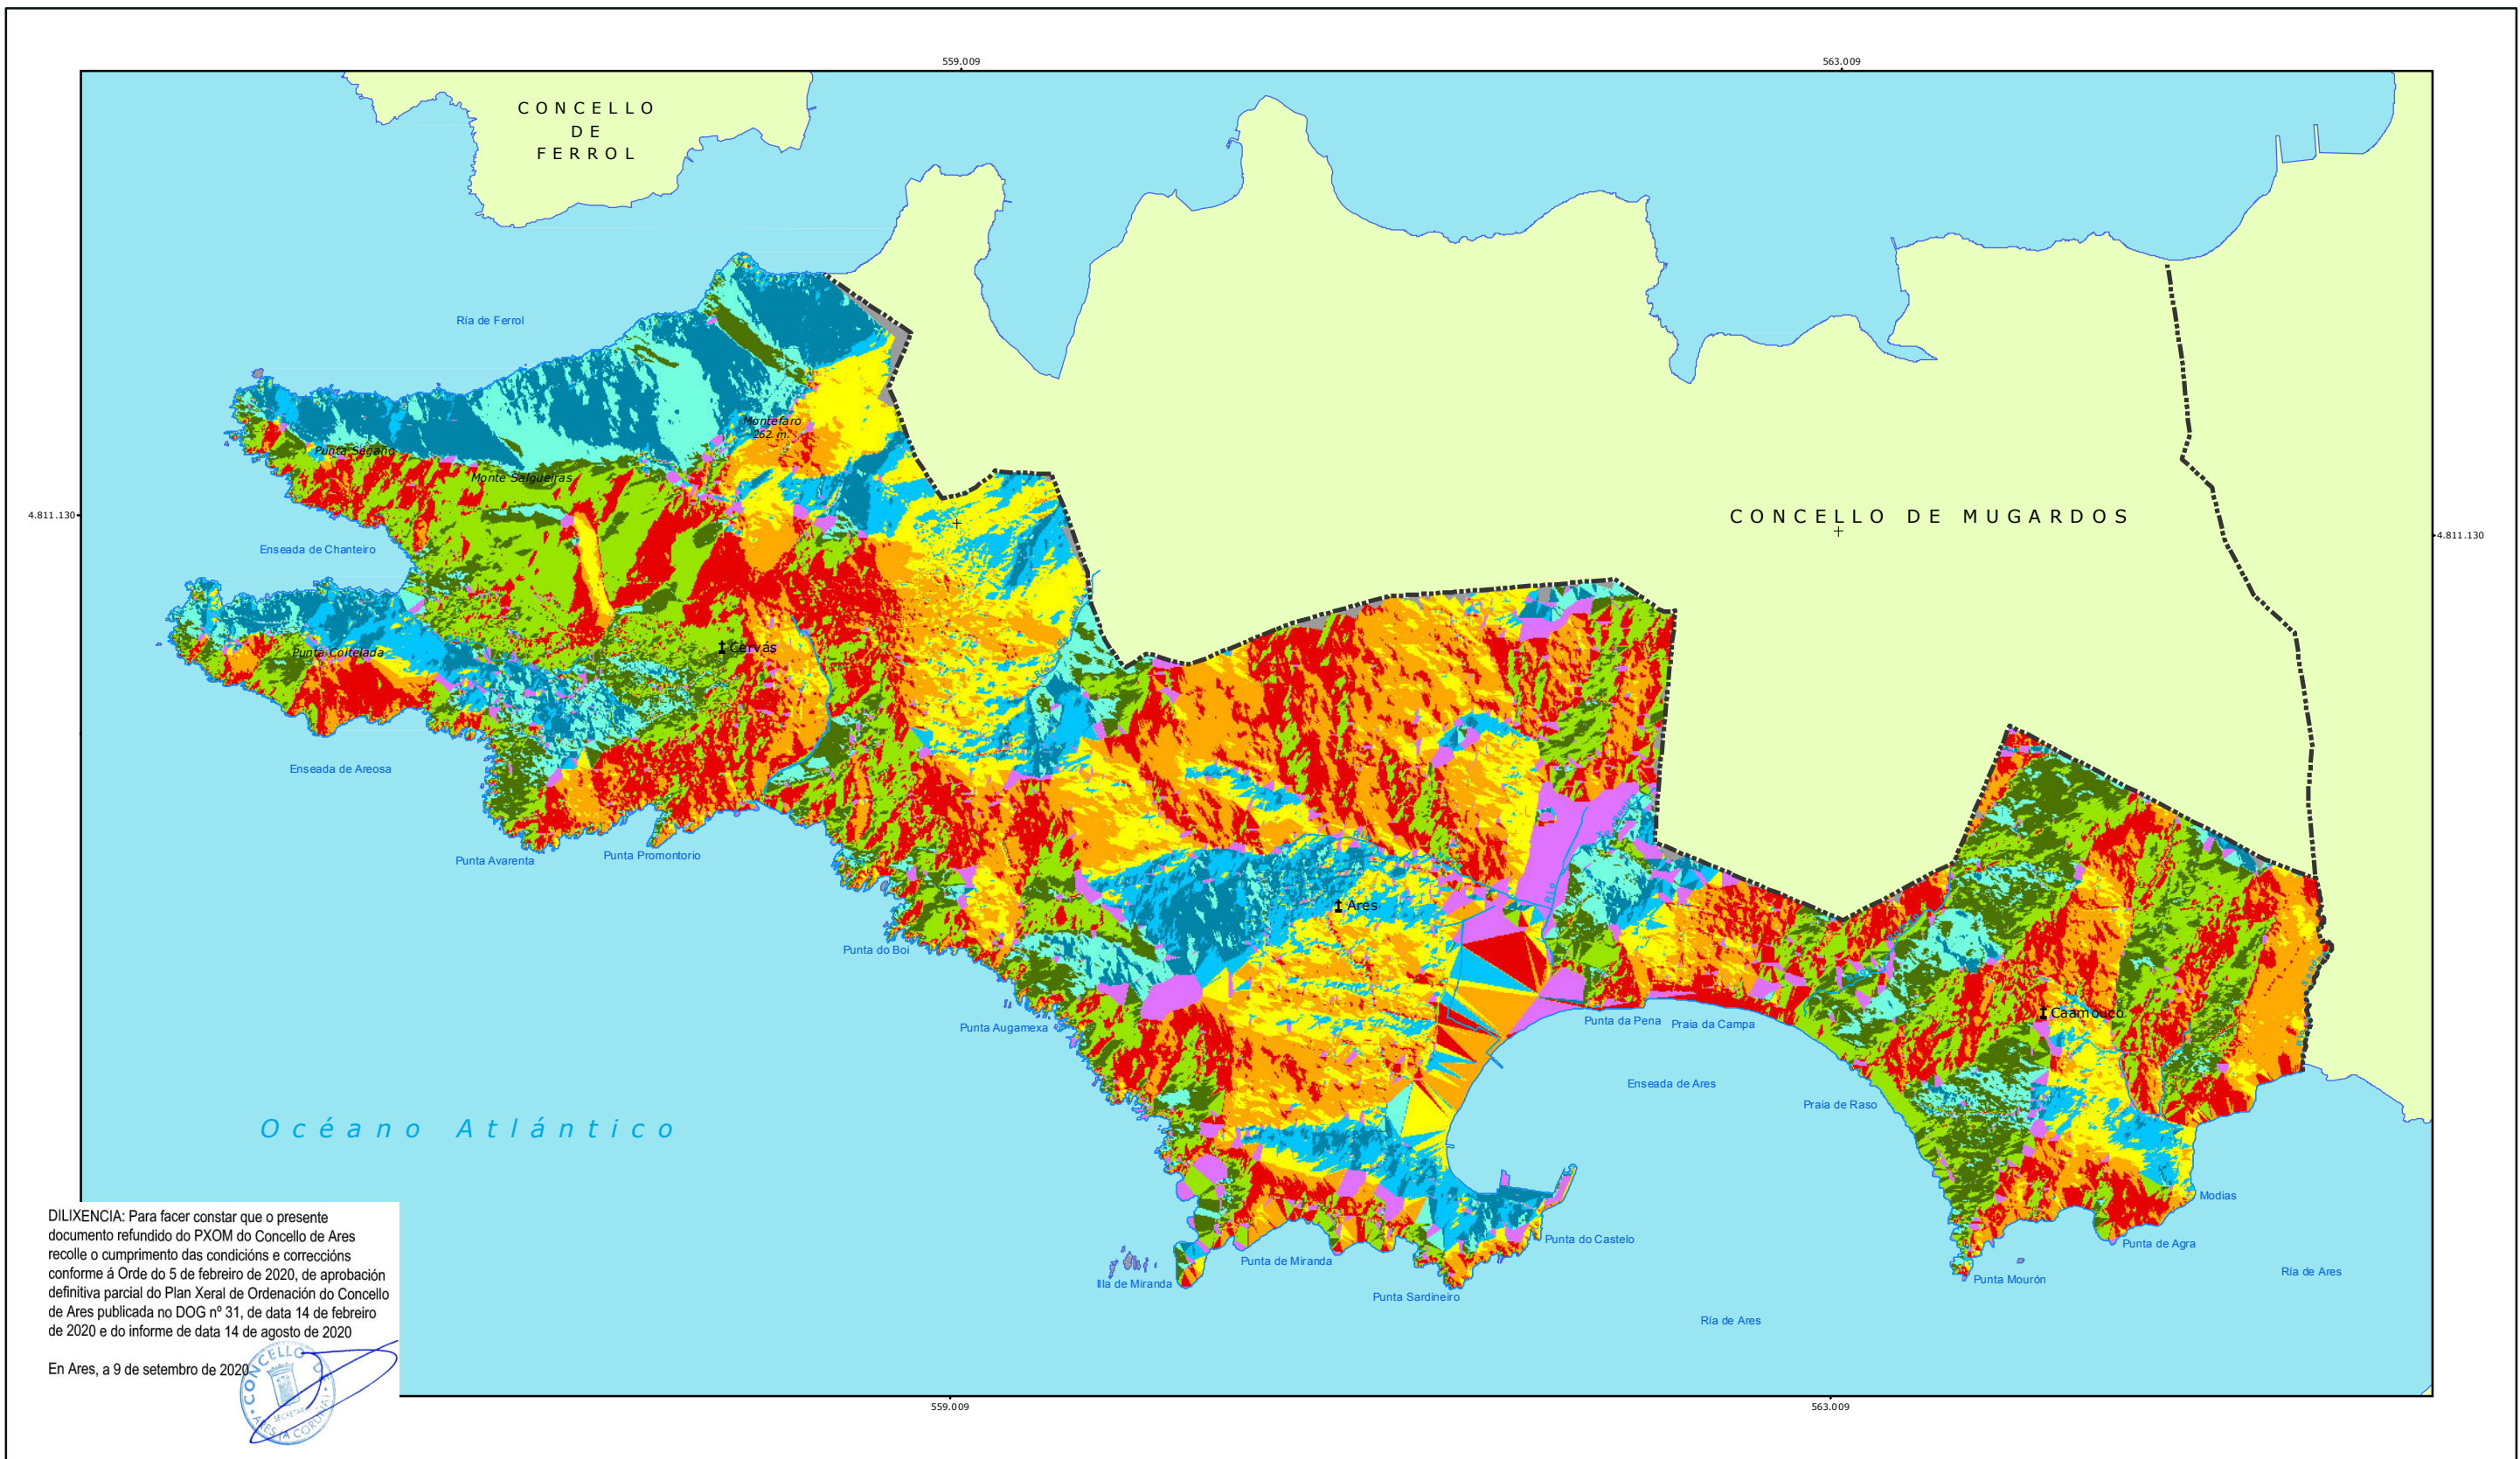 559.009
563.009
CONCELLO
DE
FERROL
Ría de Ferrol
Montefaro
262 m.
Punta Segaño
Monte Salgueiras
4.811.130
CONCELLO DE MUGARDOS
4.811.130
Enseada de Chanteiro
Cervás
Punta Coitelada
Enseada de Areosa
Punta Avarenta
Punta Promontorio
Río
Río
Ares
Punta do Boi
Punta Augamexa
Punta da Pena
Praia da Campa
Caamouco
Enseada de Ares
Praia de Raso
Océano Atlántico
Modias
Punta do Castelo
Punta de Agra
Punta de Miranda
Illa de Miranda
Punta Mourón
Ría de Ares
Punta Sardineiro
Ría de Ares
DILIXENCIA: Para facer constar que o presente
documento refundido do PXOM do Concello de Ares
recolle o cumprimento das condicións e correccións
conforme á Orde do 5 de febreiro de 2020, de aprobación
definitiva parcial do Plan Xeral de Ordenación do Concello
de Ares publicada no DOG nº 31, de data 14 de febreiro
de 2020 e do informe de data 14 de agosto de 2020
En Ares, a 9 de setembro de 2020
CONCELLO DE
SECRETARÍA
ARES (A CORUÑA)
559.009
563.009